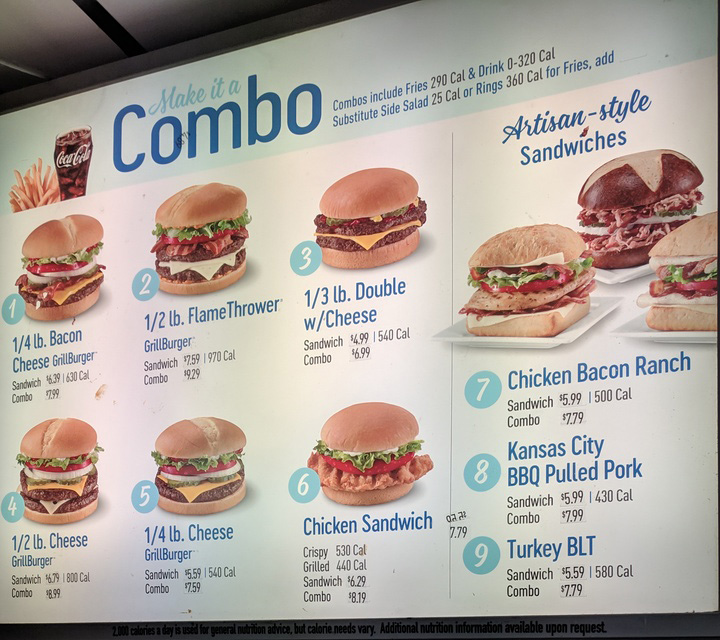 Make it a
Combo
Combos include Fries 290 Cal & Drink 0-320 Cal
Substitute Side Salad 25 Cal or Rings 360 Cal for Fries, add
Coca-Cola
1
1/4 lb. Bacon
Cheese GrillBurger
Sandwich $6.39 | 630 Cal
Combo $7.99
2
1/2 lb. FlameThrower
GrillBurger
Sandwich $7.59 | 970 Cal
Combo $9.29
3
1/3 lb. Double
w/Cheese
Sandwich $4.99 | 540 Cal
Combo $6.99
4
1/2 lb. Cheese
GrillBurger
Sandwich $6.79 | 800 Cal
Combo $8.99
5
1/4 lb. Cheese
GrillBurger
Sandwich $5.59 | 540 Cal
Combo $7.59
6
Chicken Sandwich
Crispy 530 Cal
Grilled 440 Cal
Sandwich $6.29
Combo $8.19
7.79
Artisan-style
Sandwiches
7
Chicken Bacon Ranch
Sandwich $5.99 | 500 Cal
Combo $7.79
8
Kansas City
BBQ Pulled Pork
Sandwich $5.99 | 430 Cal
Combo $7.99
9
Turkey BLT
Sandwich $5.59 | 580 Cal
Combo $7.79
2,000 calories a day is used for general nutrition advice, but calorie needs vary. Additional nutrition information available upon request.